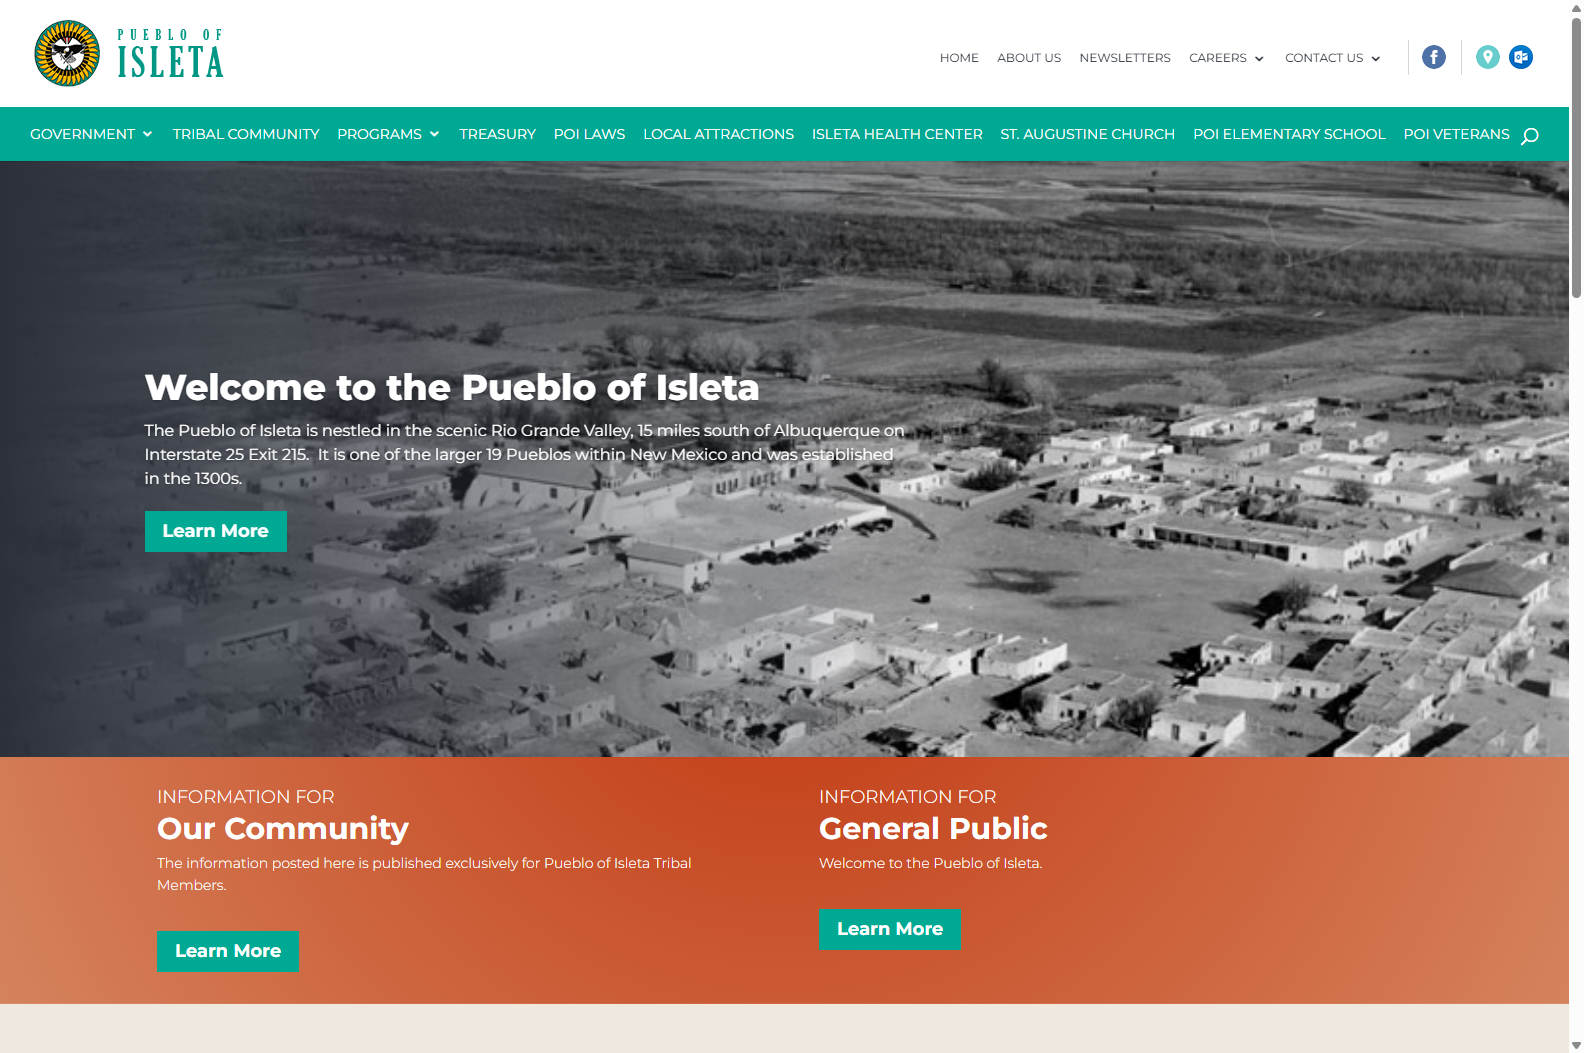 PUEBLO OF
ISLETA
HOME ABOUT US NEWSLETTERS CAREERS CONTACT US
GOVERNMENT TRIBAL COMMUNITY PROGRAMS TREASURY POI LAWS LOCAL ATTRACTIONS ISLETA HEALTH CENTER ST. AUGUSTINE CHURCH POI ELEMENTARY SCHOOL POI VETERANS
Welcome to the Pueblo of Isleta
The Pueblo of Isleta is nestled in the scenic Rio Grande Valley, 15 miles south of Albuquerque on
Interstate 25 Exit 215. It is one of the larger 19 Pueblos within New Mexico and was established
in the 1300s.
Learn More
INFORMATION FOR
Our Community
The information posted here is published exclusively for Pueblo of Isleta Tribal
Members.
Learn More
INFORMATION FOR
General Public
Welcome to the Pueblo of Isleta.
Learn More